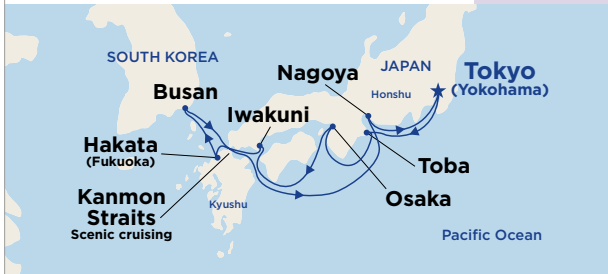 SOUTH KOREA
JAPAN
Nagoya
Honshu
Tokyo
(Yokohama)
Busan
Iwakuni
Hakata
(Fukuoka)
Toba
Kanmon
Straits
Scenic cruising
Kyushu
Osaka
Pacific Ocean